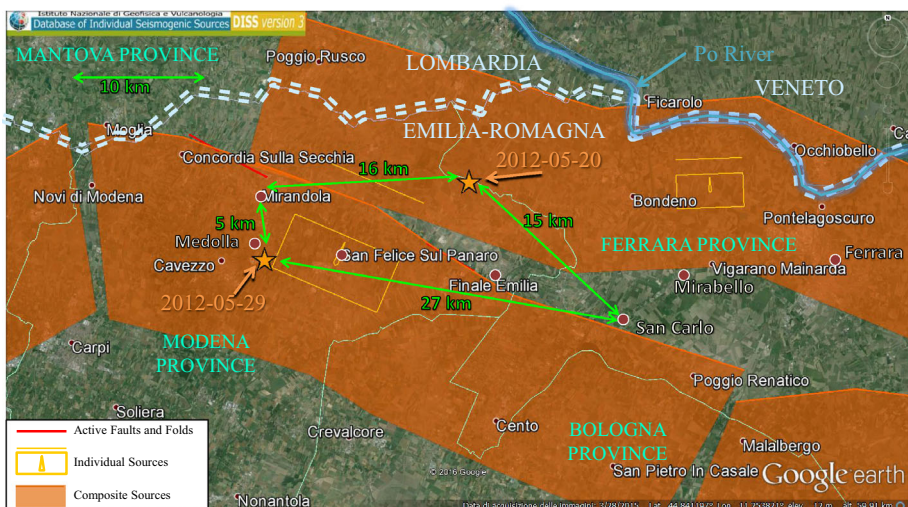 Istituto Nazionale di Geofisica e Vulcanologia
Database of Individual Seismogenic Sources DISS version 3
MANTOVA PROVINCE
Poggio Rusco
LOMBARDIA
Po River
10 km
VENETO
Ficarolo
Moglia
EMILIA-ROMAGNA
Occhiobello
Concordia Sulla Secchia
2012-05-20
16 km
Novi di Modena
Mirandola
Bondeno
5 km
15 km
Pontelagoscuro
Medolla
FERRARA PROVINCE
San Felice Sul Panaro
Ferrara
Cavezzo
Vigarano Mainarda
Finale Emilia
Mirabello
2012-05-29
27 km
San Carlo
MODENA
PROVINCE
Carpi
Poggio Renatico
Soliera
Cento
Crevalcore
BOLOGNA
PROVINCE
Malalbergo
San Pietro In Casale
Google earth
© 2016 Google
Nonantola
Active Faults and Folds
Individual Sources
Composite Sources